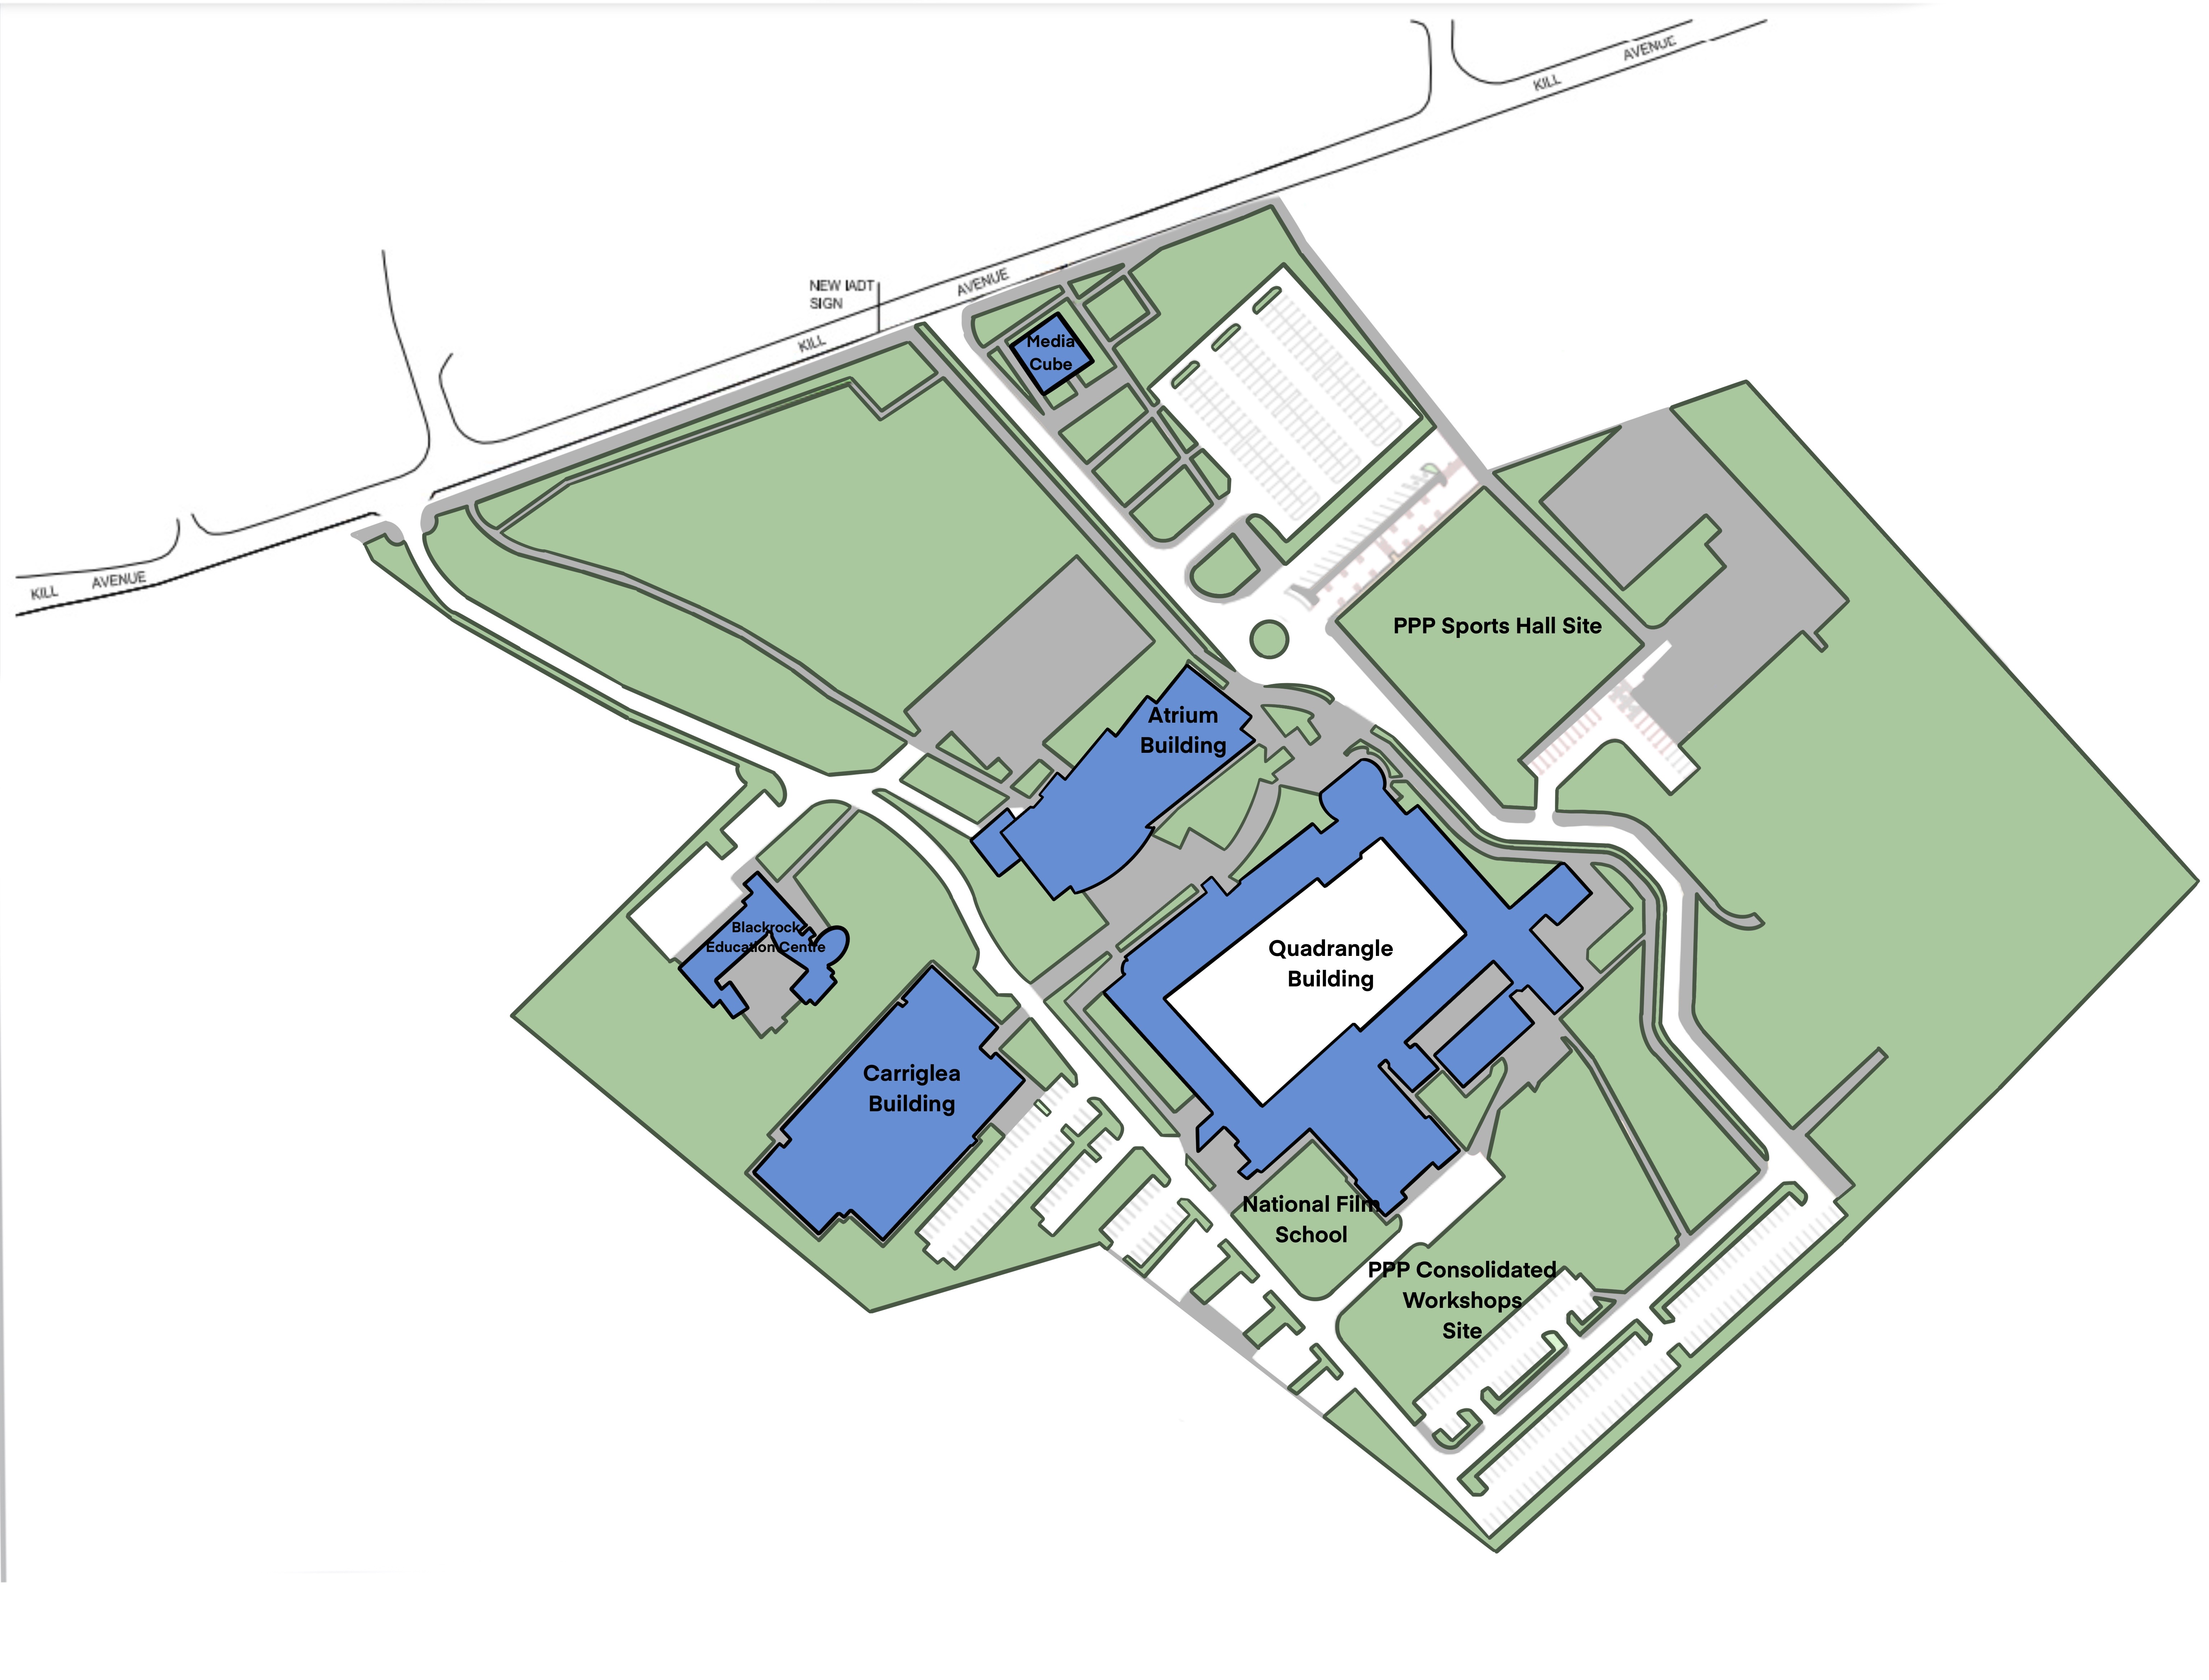 KILL AVENUE
NEW IADT
SIGN
KILL AVENUE
Media
Cube
KILL AVENUE
PPP Sports Hall Site
Atrium
Building
Blackrock
Education Centre
Quadrangle
Building
Carriglea
Building
National Film
School
PPP Consolidated
Workshops
Site